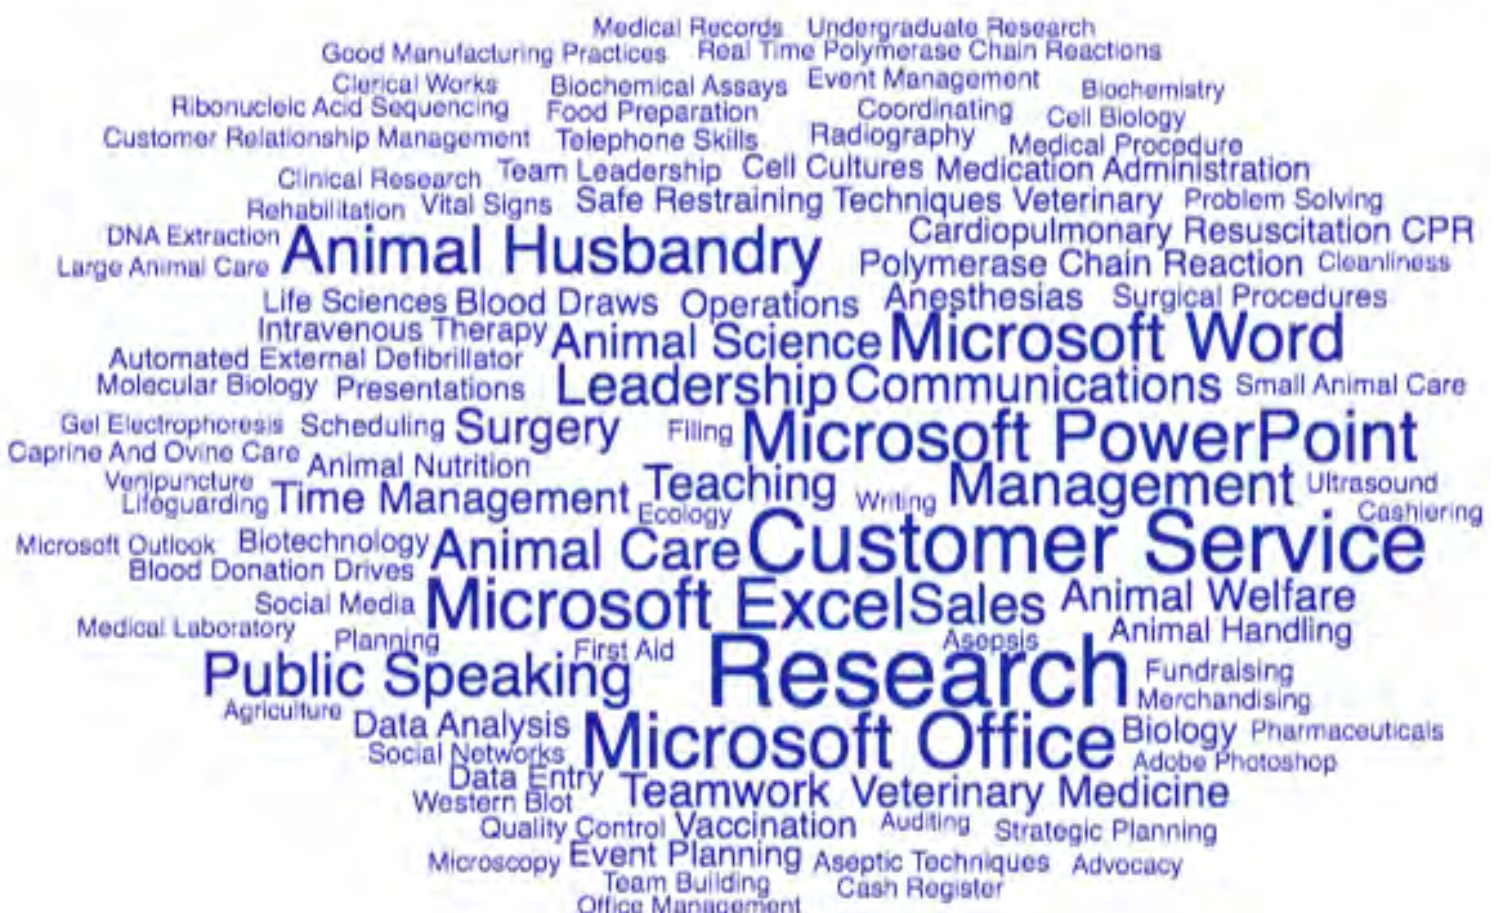 Medical Records Undergraduate Research
Good Manufacturing Practices Real Time Polymerase Chain Reactions
Clerical Works Biochemical Assays Event Management Biochemistry
Ribonucleic Acid Sequencing Food Preparation Coordinating Cell Biology
Customer Relationship Management Telephone Skills Radiography Medical Procedure
Clinical Research Team Leadership Cell Cultures Medication Administration
Rehabilitation Vital Signs Safe Restraining Techniques Veterinary Problem Solving
DNA Extraction Animal Husbandry Cardiopulmonary Resuscitation CPR
Large Animal Care Polymerase Chain Reaction Cleanliness
Life Sciences Blood Draws Operations Anesthesias Surgical Procedures
Intravenous Therapy Animal Science Microsoft Word
Automated External Defibrillator
Molecular Biology Presentations Leadership Communications Small Animal Care
Gel Electrophoresis Scheduling Surgery Filing Microsoft PowerPoint
Caprine And Ovine Care Animal Nutrition
Venipuncture Teaching Management Ultrasound
Lifeguarding Time Management Ecology Writing Cashiering
Microsoft Outlook Biotechnology Animal Care Customer Service
Blood Donation Drives
Social Media Microsoft Excel Sales Animal Welfare
Medical Laboratory Planning First Aid Asepsis Animal Handling
Public Speaking Research Fundraising
Merchandising
Agriculture Data Analysis Microsoft Office Biology Pharmaceuticals
Social Networks Adobe Photoshop
Data Entry Teamwork Veterinary Medicine
Western Blot
Quality Control Vaccination Auditing Strategic Planning
Microscopy Event Planning Aseptic Techniques Advocacy
Team Building Cash Register
Office Management